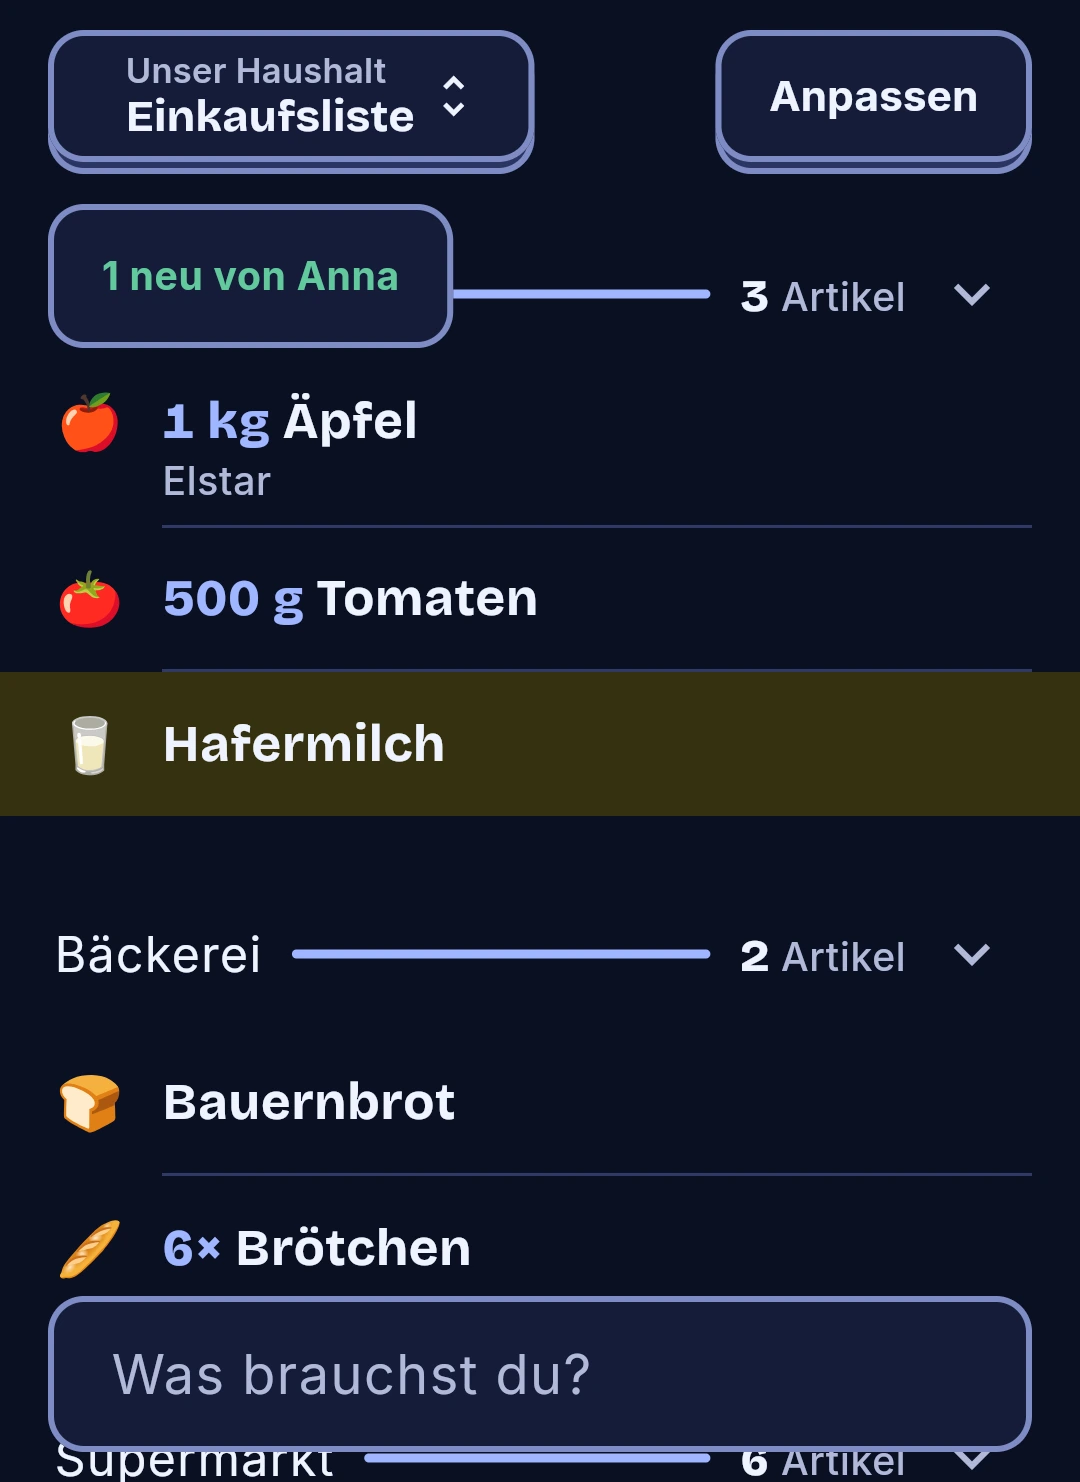 Unser Haushalt
Einkaufsliste
Anpassen
1 neu von Anna
3 Artikel
1 kg Äpfel
Elstar
500 g Tomaten
Hafermilch
Bäckerei
2 Artikel
Bauernbrot
6× Brötchen
Was brauchst du?
Supermarkt
6 Artikel